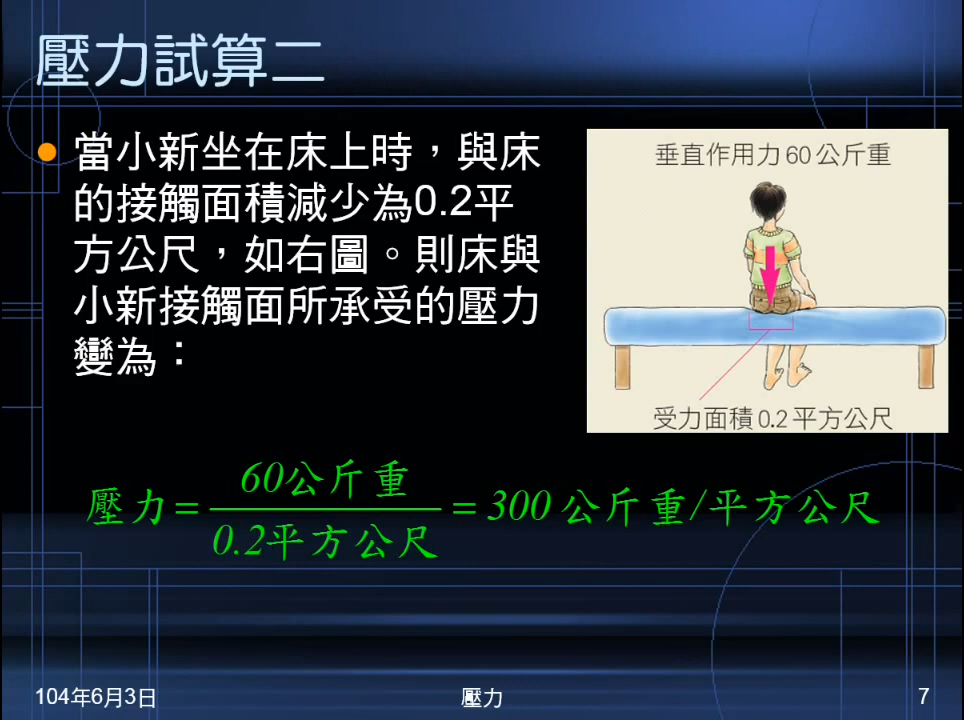 壓力試算二
當小新坐在床上時，與床
的接觸面積減少為0.2平
方公尺，如右圖。則床與
小新接觸面所承受的壓力
變為：
垂直作用力60公斤重
受力面積0.2平方公尺
壓力=60公斤重/0.2平方公尺=300公斤重/平方公尺
104年6月3日
壓力
7